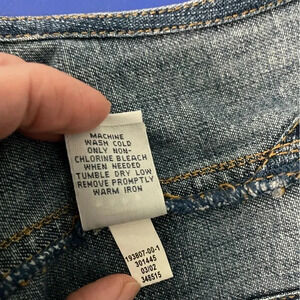 MACHINE
WASH COLD
ONLY NON-
CHLORINE BLEACH
WHEN NEEDED
TUMBLE DRY LOW
REMOVE PROMPTLY
WARM IRON
193807-00-1
301445
03/02
348515